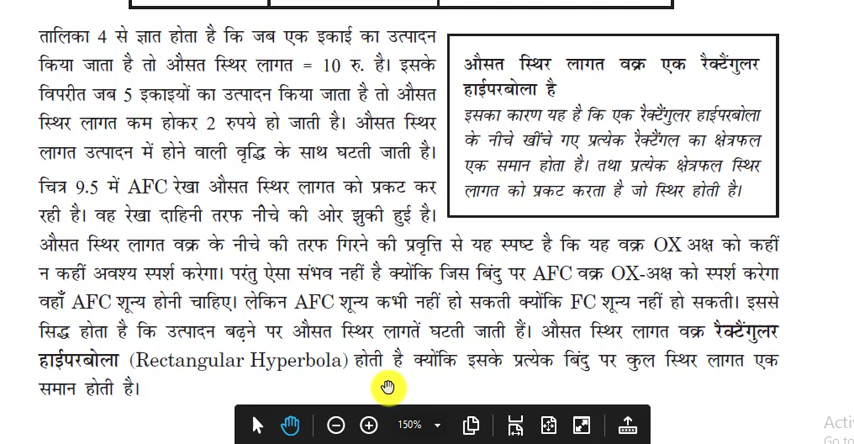 तालिका 4 से ज्ञात होता है कि जब एक इकाई का उत्पादन
किया जाता है तो औसत स्थिर लागत = 10 रु. है। इसके
विपरीत जब 5 इकाइयों का उत्पादन किया जाता है तो औसत
स्थिर लागत कम होकर 2 रुपये हो जाती है। औसत स्थिर
लागत उत्पादन में होने वाली वृद्धि के साथ घटती जाती है।
चित्र 9.5 में AFC रेखा औसत स्थिर लागत को प्रकट कर
रही है। वह रेखा दाहिनी तरफ नीचे की ओर झुकी हुई है।
औसत स्थिर लागत वक्र एक रैक्टैंगुलर
हाईपरबोला है
इसका कारण यह है कि एक रैक्टैंगुलर हाईपरबोला
के नीचे खींचे गए प्रत्येक रैक्टैंगल का क्षेत्रफल
एक समान होता है। तथा प्रत्येक क्षेत्रफल स्थिर
लागत को प्रकट करता है जो स्थिर होती है।
औसत स्थिर लागत वक्र के नीचे की तरफ गिरने की प्रवृत्ति से यह स्पष्ट है कि यह वक्र OX अक्ष को कहीं
न कहीं अवश्य स्पर्श करेगा। परंतु ऐसा संभव नहीं है क्योंकि जिस बिंदु पर AFC वक्र OX-अक्ष को स्पर्श करेगा
वहाँ AFC शून्य होनी चाहिए। लेकिन AFC शून्य कभी नहीं हो सकती क्योंकि FC शून्य नहीं हो सकती। इससे
सिद्ध होता है कि उत्पादन बढ़ने पर औसत स्थिर लागतें घटती जाती हैं। औसत स्थिर लागत वक्र रैक्टैंगुलर
हाईपरबोला (Rectangular Hyperbola) होती है क्योंकि इसके प्रत्येक बिंदु पर कुल स्थिर लागत एक
समान होती है।
150%